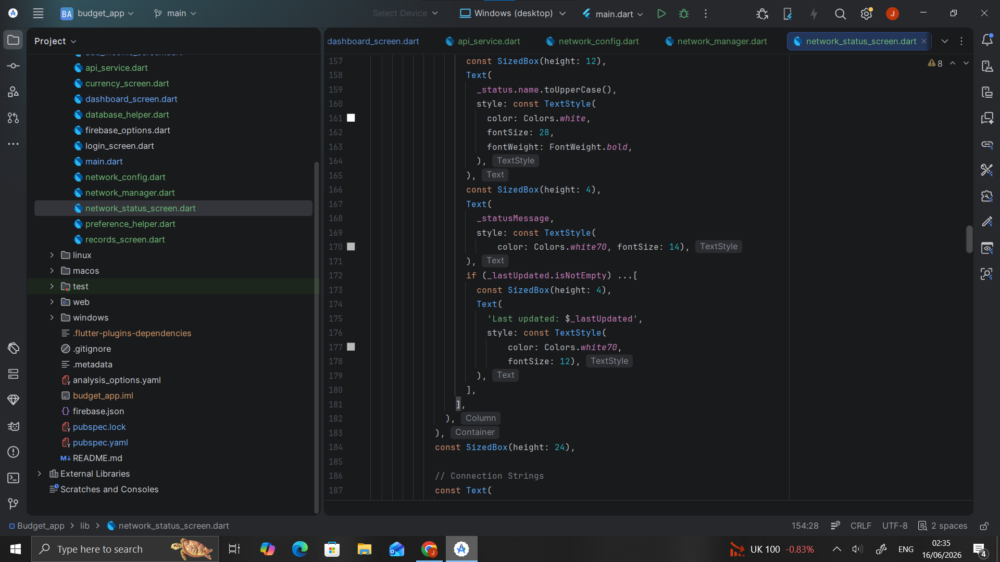 BA budget_app
main
Select Device
Windows (desktop)
main.dart
J
Project
dashboard_screen.dart
api_service.dart
network_config.dart
network_manager.dart
network_status_screen.dart
api_service.dart
currency_screen.dart
dashboard_screen.dart
database_helper.dart
firebase_options.dart
login_screen.dart
main.dart
network_config.dart
network_manager.dart
network_status_screen.dart
preference_helper.dart
records_screen.dart
linux
macos
test
web
windows
.flutter-plugins-dependencies
.gitignore
.metadata
analysis_options.yaml
budget_app.iml
firebase.json
pubspec.lock
pubspec.yaml
README.md
External Libraries
Scratches and Consoles
8
157 const SizedBox(height: 12),
158 Text(
159 _status.name.toUpperCase(),
160 style: const TextStyle(
161 color: Colors.white,
162 fontSize: 28,
163 fontWeight: FontWeight.bold,
164 ), TextStyle
165 ), Text
166 const SizedBox(height: 4),
167 Text(
168 _statusMessage,
169 style: const TextStyle(
170 color: Colors.white70, fontSize: 14), TextStyle
171 ), Text
172 if (_lastUpdated.isNotEmpty) ...[
173 const SizedBox(height: 4),
174 Text(
175 'Last updated: $_lastUpdated',
176 style: const TextStyle(
177 color: Colors.white70,
178 fontSize: 12), TextStyle
179 ), Text
180 ],
181 ],
182 ), Column
183 ), Container
184 const SizedBox(height: 24),
185
186 // Connection Strings
187 const Text(
Budget_app > lib > network_status_screen.dart
154:28 CRLF UTF-8 2 spaces
Type here to search
UK 100 -0.83%
ENG
02:35
16/06/2026
4